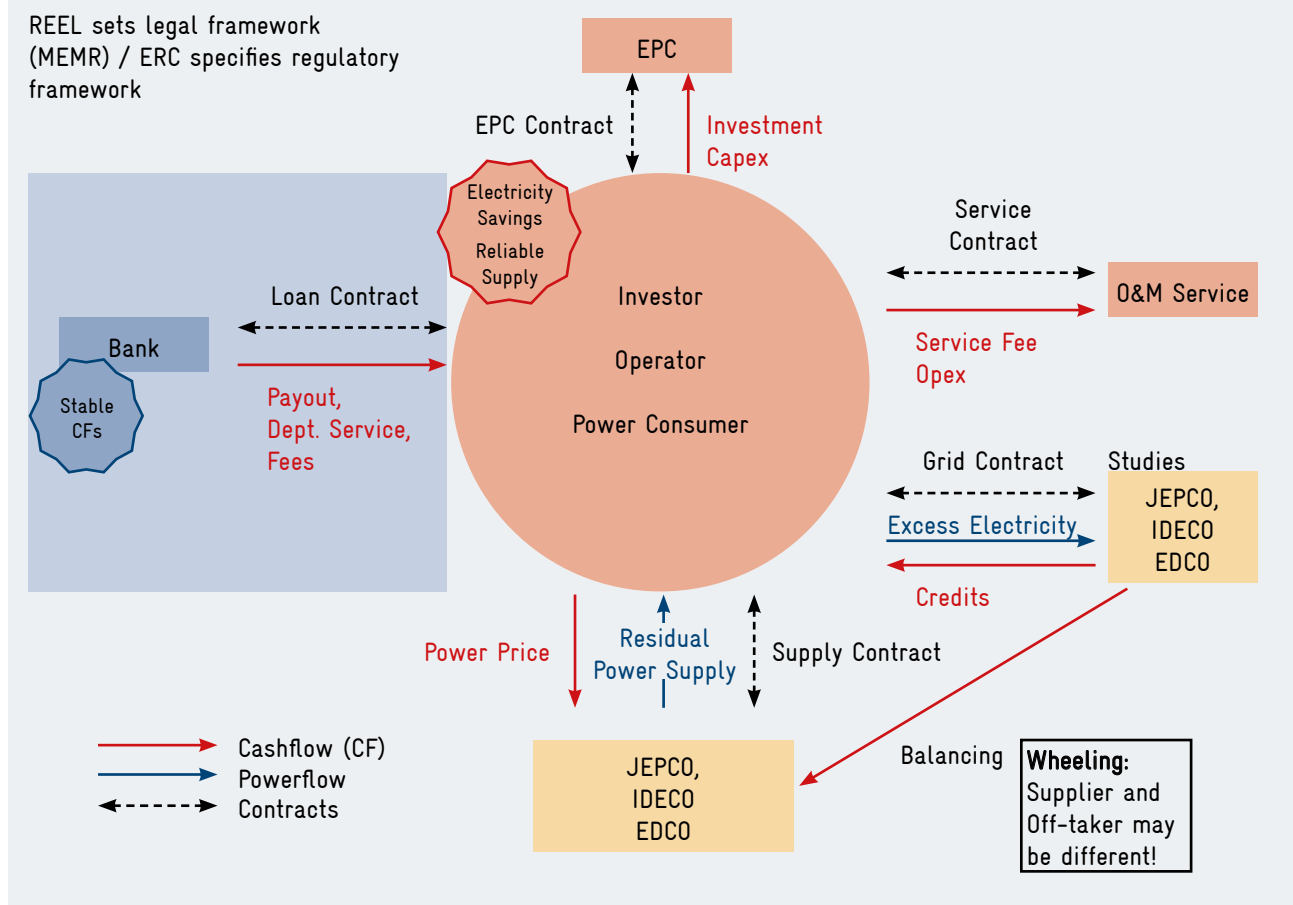 REEL sets legal framework
(MEMR) / ERC specifies regulatory
framework
EPC
EPC Contract
Investment
Capex
Electricity
Savings
Reliable
Supply
Service
Contract
O&M Service
Service Fee
Opex
Loan Contract
Bank
Stable
CFs
Payout,
Dept. Service,
Fees
Investor
Operator
Power Consumer
Grid Contract
Studies
JEPCO,
IDECO
EDCO
Excess Electricity
Credits
Power Price
Residual
Power Supply
Supply Contract
Cashflow (CF)
Powerflow
Contracts
JEPCO,
IDECO
EDCO
Balancing
Wheeling:
Supplier and
Off-taker may
be different!